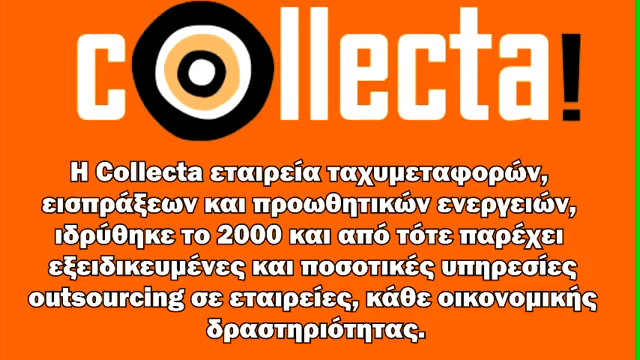 collecta!
Η Collecta εταιρεία ταχυμεταφορών,
εισπράξεων και προωθητικών ενεργειών,
ιδρύθηκε το 2000 και από τότε παρέχει
εξειδικευμένες και ποσοτικές υπηρεσίες
outsourcing σε εταιρείες, κάθε οικονομικής
δραστηριότητας.